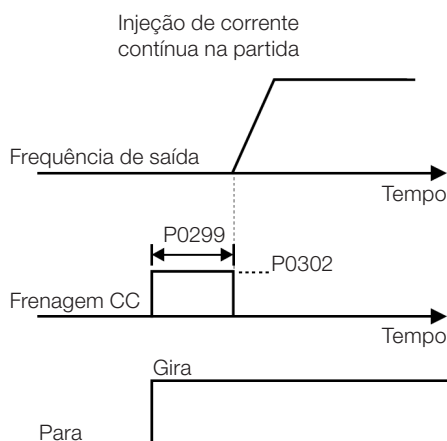 Injeção de corrente
contínua na partida
Frequência de saída
Tempo
P0299
P0302
Frenagem CC
Tempo
Gira
Para